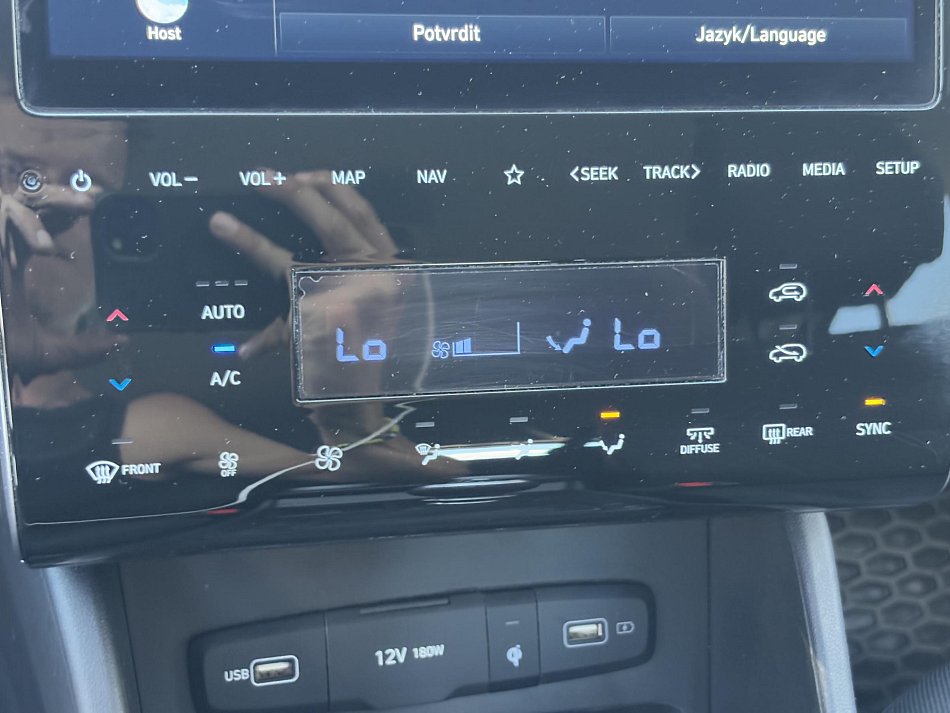 Host
Potvrdit
Jazyk/Language
VOL− VOL+ MAP NAV <SEEK TRACK> RADIO MEDIA SETUP
AUTO
Lo Lo
A/C
FRONT OFF DIFFUSE REAR SYNC
USB 12V 180W